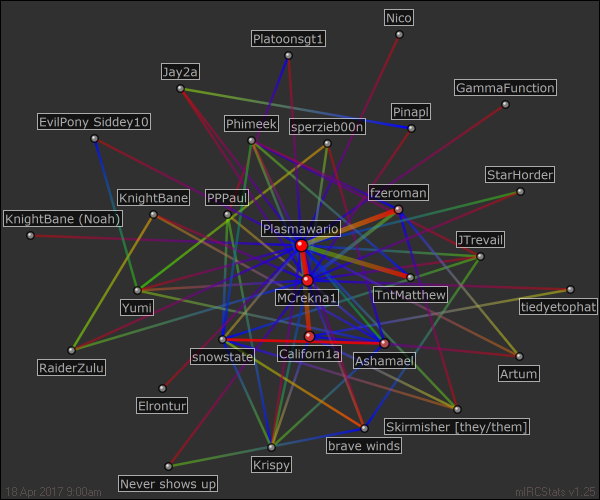 Nico
Platoonsgt1
Jay2a
GammaFunction
Pinapl
EvilPony Siddey10
Phimeek
sperzieb00n
StarHorder
fzeroman
KnightBane
PPPaul
KnightBane (Noah)
Plasmawario
JTrevail
TntMatthew
MCrekna1
Yumi
tiedyetophat
snowstate
Californ1a
Ashamael
RaiderZulu
Artum
Elrontur
Skirmisher [they/them]
brave winds
Krispy
Never shows up
18 Apr 2017 9:00am
mIRCStats v1.25